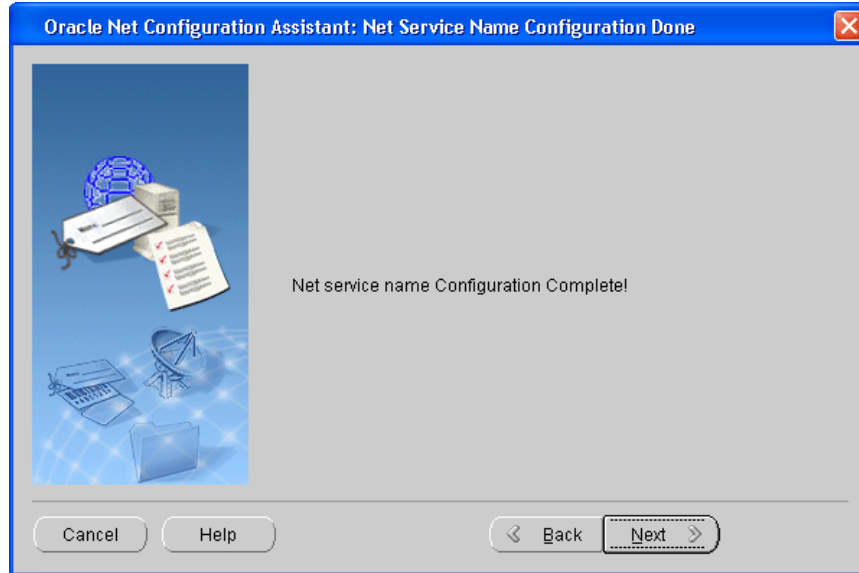 Oracle Net Configuration Assistant: Net Service Name Configuration Done
Net service name Configuration Complete!
Cancel
Help
Back
Next